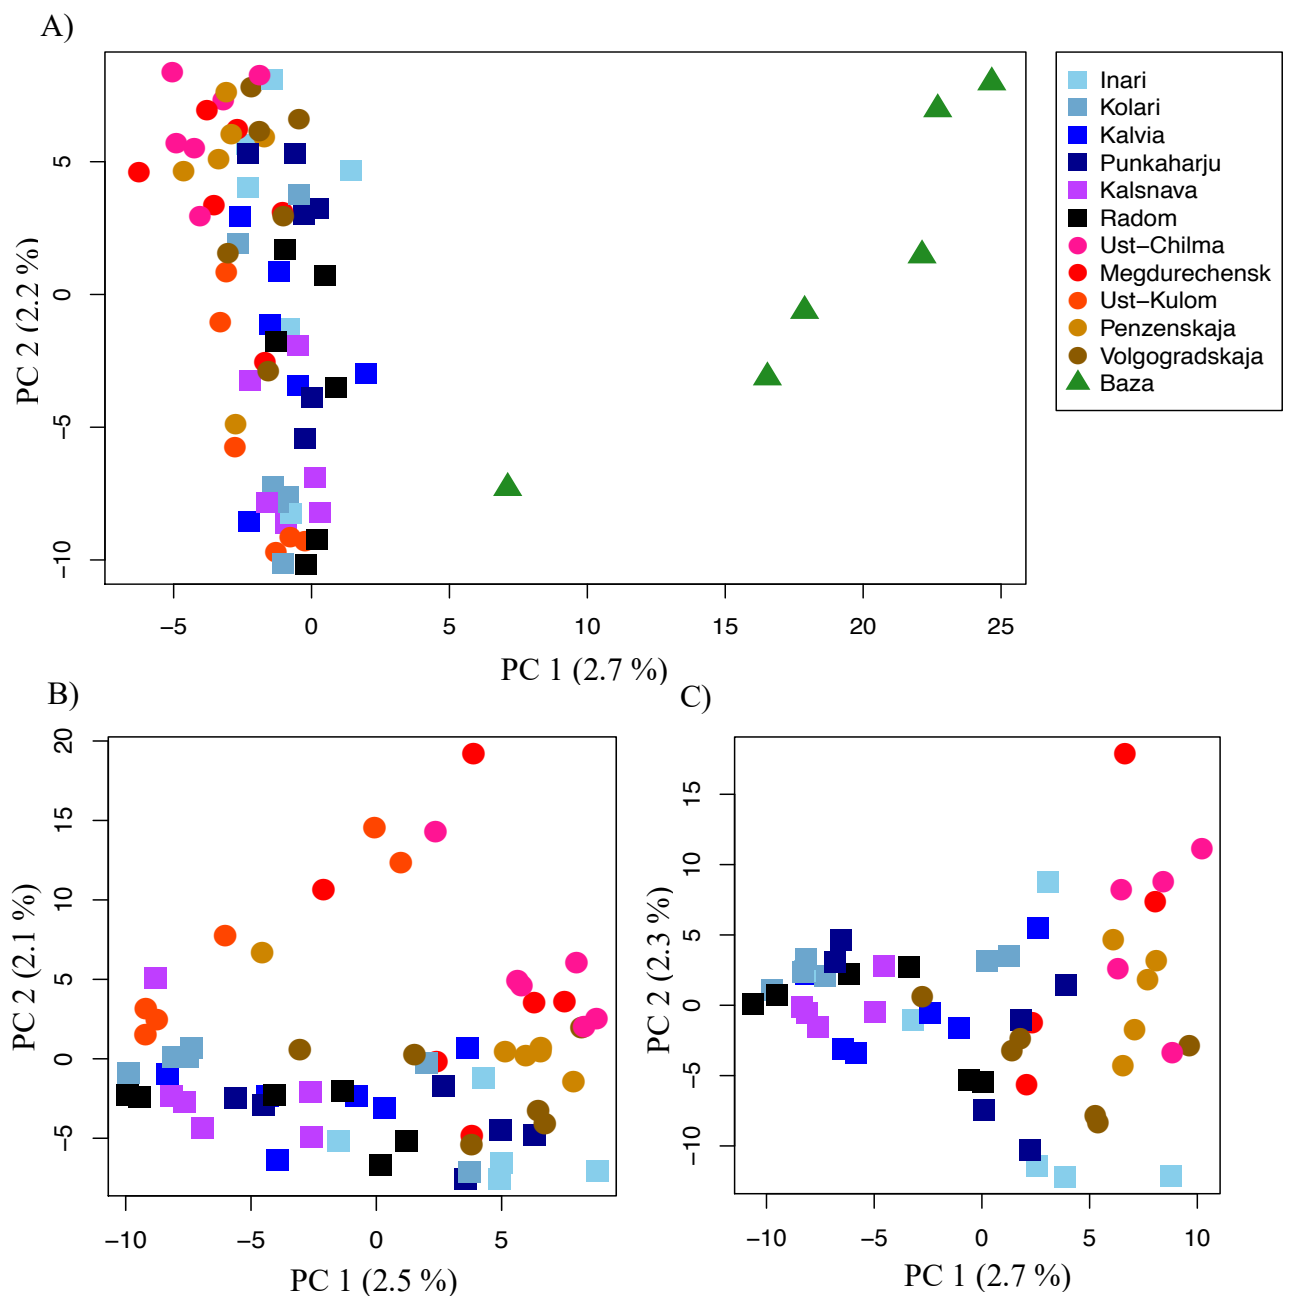 A)
5
0
−5
−10
PC 2 (2.2 %)
−5
0
5
10
15
20
25
PC 1 (2.7 %)
Inari
Kolari
Kalvia
Punkaharju
Kalsnava
Radom
Ust−Chilma
Megdurechensk
Ust−Kulom
Penzenskaja
Volgogradskaja
Baza
B)
20
15
10
5
0
−5
PC 2 (2.1 %)
−10
−5
0
5
PC 1 (2.5 %)
C)
15
10
5
0
−5
−10
PC 2 (2.3 %)
−10
−5
0
5
10
PC 1 (2.7 %)